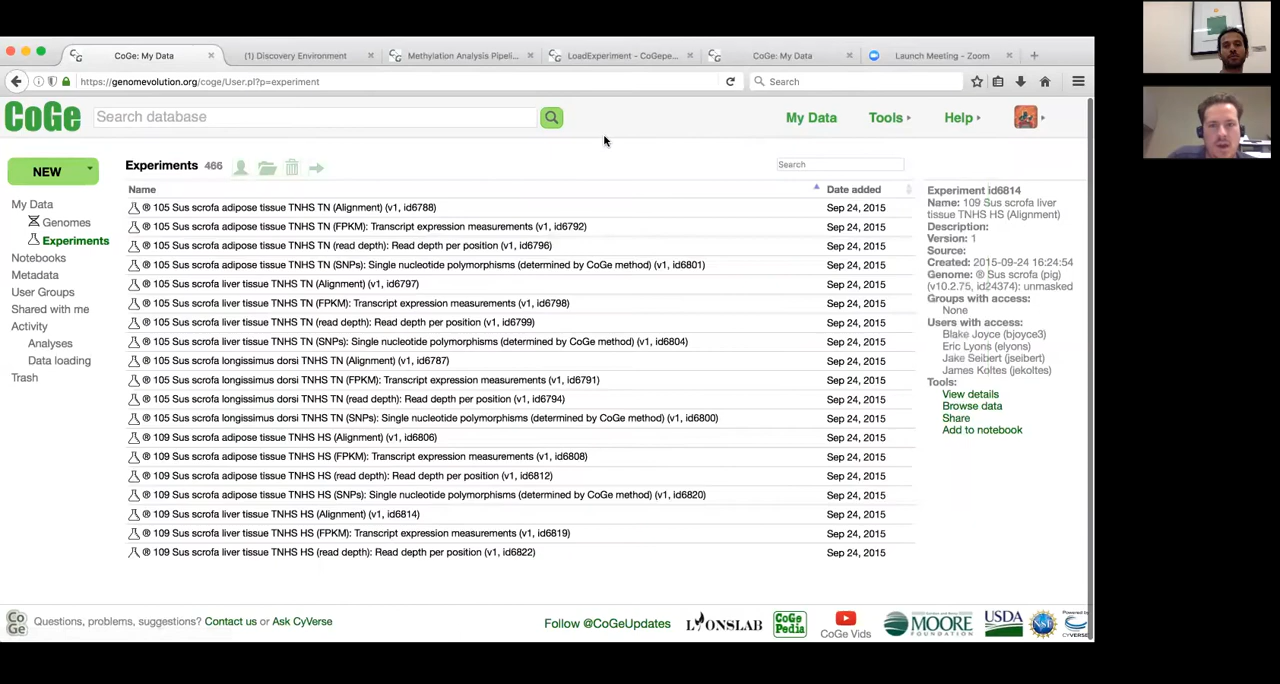 CoGe: My Data
(1) Discovery Environment
Methylation Analysis Pipeli...
LoadExperiment - CoGepe...
CoGe: My Data
Launch Meeting - Zoom
https://genomevolution.org/coge/User.pl?p=experiment
Search
CoGe
Search database
My Data
Tools
Help
NEW
Experiments 466
Search
Name
Date added
My Data
Genomes
Experiments
Notebooks
Metadata
User Groups
Shared with me
Activity
Analyses
Data loading
Trash
® 105 Sus scrofa adipose tissue TNHS TN (Alignment) (v1, id6788) Sep 24, 2015
® 105 Sus scrofa adipose tissue TNHS TN (FPKM): Transcript expression measurements (v1, id6792) Sep 24, 2015
® 105 Sus scrofa adipose tissue TNHS TN (read depth): Read depth per position (v1, id6796) Sep 24, 2015
® 105 Sus scrofa adipose tissue TNHS TN (SNPs): Single nucleotide polymorphisms (determined by CoGe method) (v1, id6801) Sep 24, 2015
® 105 Sus scrofa liver tissue TNHS TN (Alignment) (v1, id6797) Sep 24, 2015
® 105 Sus scrofa liver tissue TNHS TN (FPKM): Transcript expression measurements (v1, id6798) Sep 24, 2015
® 105 Sus scrofa liver tissue TNHS TN (read depth): Read depth per position (v1, id6799) Sep 24, 2015
® 105 Sus scrofa liver tissue TNHS TN (SNPs): Single nucleotide polymorphisms (determined by CoGe method) (v1, id6804) Sep 24, 2015
® 105 Sus scrofa longissimus dorsi TNHS TN (Alignment) (v1, id6787) Sep 24, 2015
® 105 Sus scrofa longissimus dorsi TNHS TN (FPKM): Transcript expression measurements (v1, id6791) Sep 24, 2015
® 105 Sus scrofa longissimus dorsi TNHS TN (read depth): Read depth per position (v1, id6794) Sep 24, 2015
® 105 Sus scrofa longissimus dorsi TNHS TN (SNPs): Single nucleotide polymorphisms (determined by CoGe method) (v1, id6800) Sep 24, 2015
® 109 Sus scrofa adipose tissue TNHS HS (Alignment) (v1, id6806) Sep 24, 2015
® 109 Sus scrofa adipose tissue TNHS HS (FPKM): Transcript expression measurements (v1, id6808) Sep 24, 2015
® 109 Sus scrofa adipose tissue TNHS HS (read depth): Read depth per position (v1, id6812) Sep 24, 2015
® 109 Sus scrofa adipose tissue TNHS HS (SNPs): Single nucleotide polymorphisms (determined by CoGe method) (v1, id6820) Sep 24, 2015
® 109 Sus scrofa liver tissue TNHS HS (Alignment) (v1, id6814) Sep 24, 2015
® 109 Sus scrofa liver tissue TNHS HS (FPKM): Transcript expression measurements (v1, id6819) Sep 24, 2015
® 109 Sus scrofa liver tissue TNHS HS (read depth): Read depth per position (v1, id6822) Sep 24, 2015
Experiment id6814
Name: 109 Sus scrofa liver
tissue TNHS HS (Alignment)
Description:
Version: 1
Source:
Created: 2015-09-24 16:24:54
Genome: ® Sus scrofa (pig)
(v10.2.75, id24374): unmasked
Groups with access:
None
Users with access:
Blake Joyce (bjoyce3)
Eric Lyons (elyons)
Jake Seibert (jseibert)
James Koltes (jekoltes)
Tools:
View details
Browse data
Share
Add to notebook
Co
Ge
Questions, problems, suggestions? Contact us or Ask CyVerse
Follow @CoGeUpdates
LYONSLAB
CoGe
Pedia
CoGe Vids
MOORE
FOUNDATION
USDA
NSF
Powered by
CYVERSE